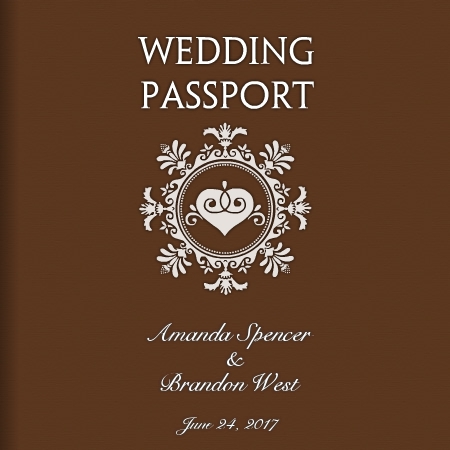 WEDDING
PASSPORT
Amanda Spencer
&
Brandon West
June 24, 2017